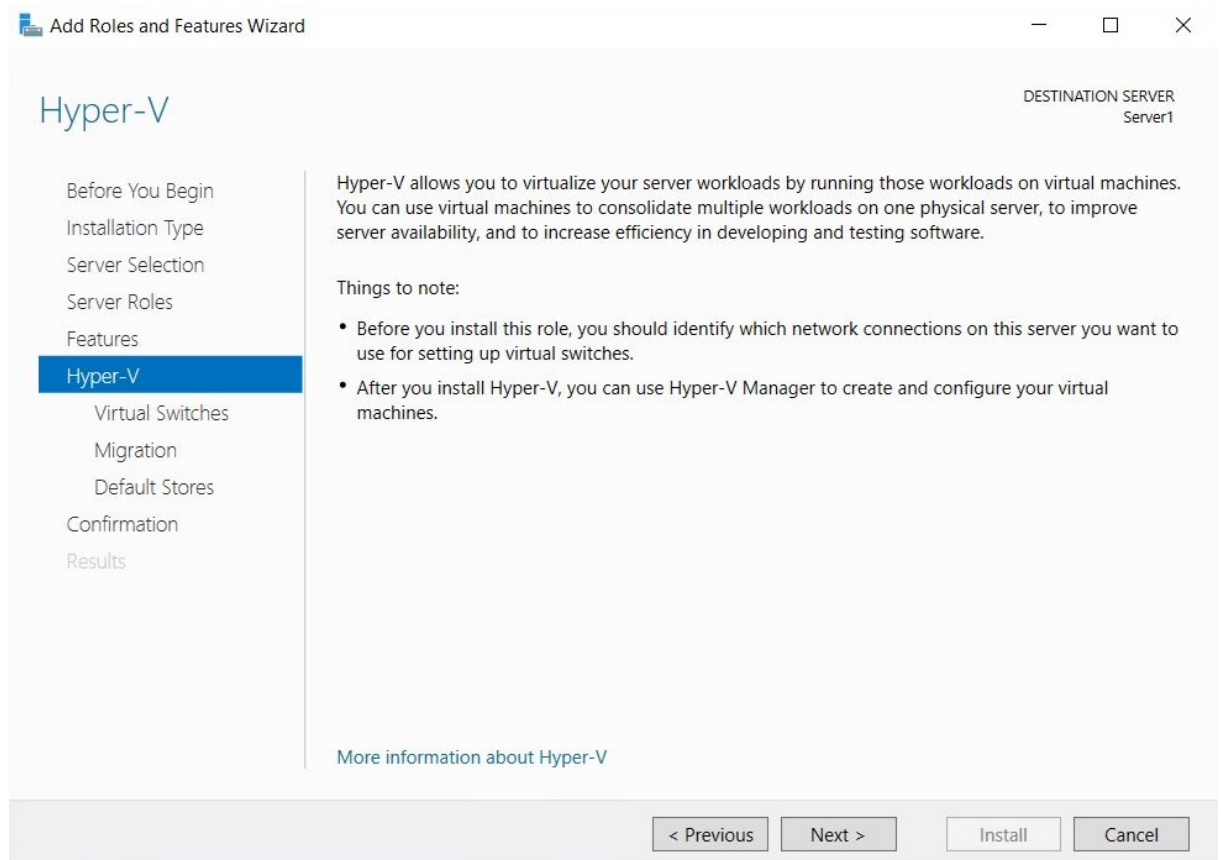 Add Roles and Features Wizard
Hyper-V
DESTINATION SERVER
Server1
Before You Begin
Installation Type
Server Selection
Server Roles
Features
Hyper-V
Virtual Switches
Migration
Default Stores
Confirmation
Results
Hyper-V allows you to virtualize your server workloads by running those workloads on virtual machines.
You can use virtual machines to consolidate multiple workloads on one physical server, to improve
server availability, and to increase efficiency in developing and testing software.
Things to note:
• Before you install this role, you should identify which network connections on this server you want to
use for setting up virtual switches.
• After you install Hyper-V, you can use Hyper-V Manager to create and configure your virtual
machines.
More information about Hyper-V
< Previous
Next >
Install
Cancel